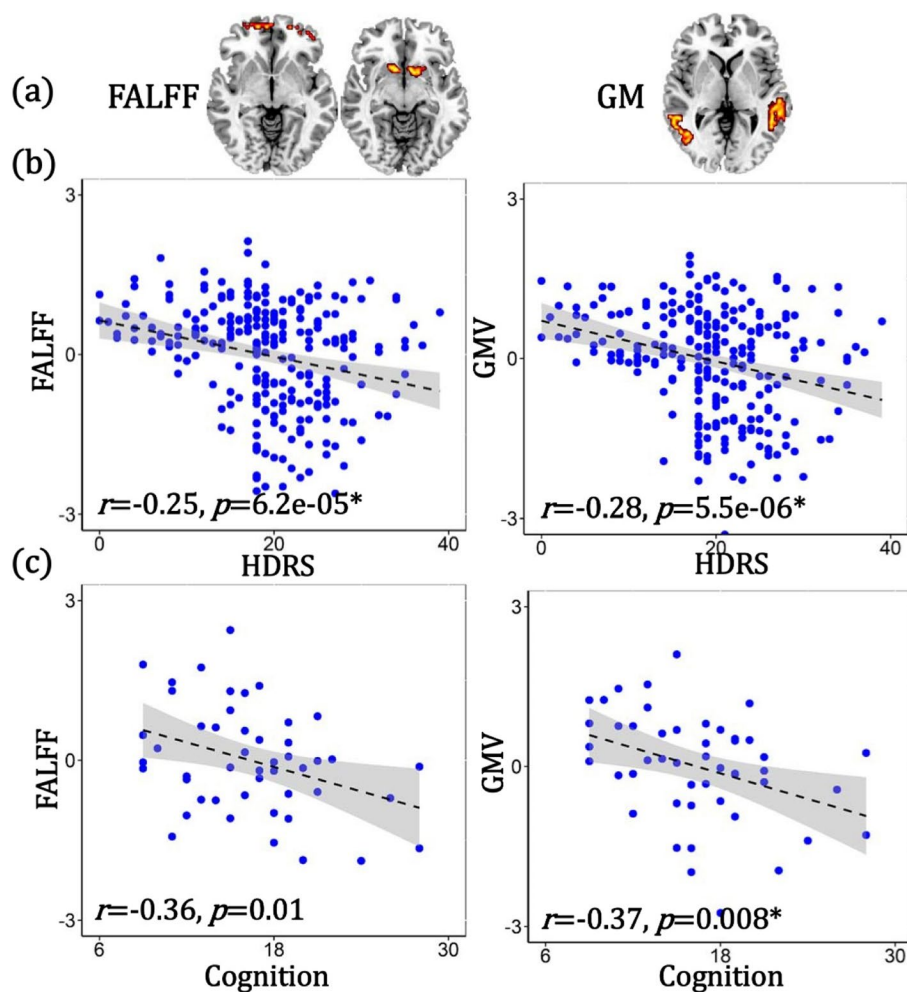 (a)
FALFF
GM
(b)
3
0
-3
FALFF
r=-0.25, p=6.2e-05*
0
20
40
HDRS
3
0
-3
GMV
r=-0.28, p=5.5e-06*
0
20
40
HDRS
(c)
3
0
-3
FALFF
r=-0.36, p=0.01
6
18
30
Cognition
3
0
-3
GMV
r=-0.37, p=0.008*
6
18
30
Cognition